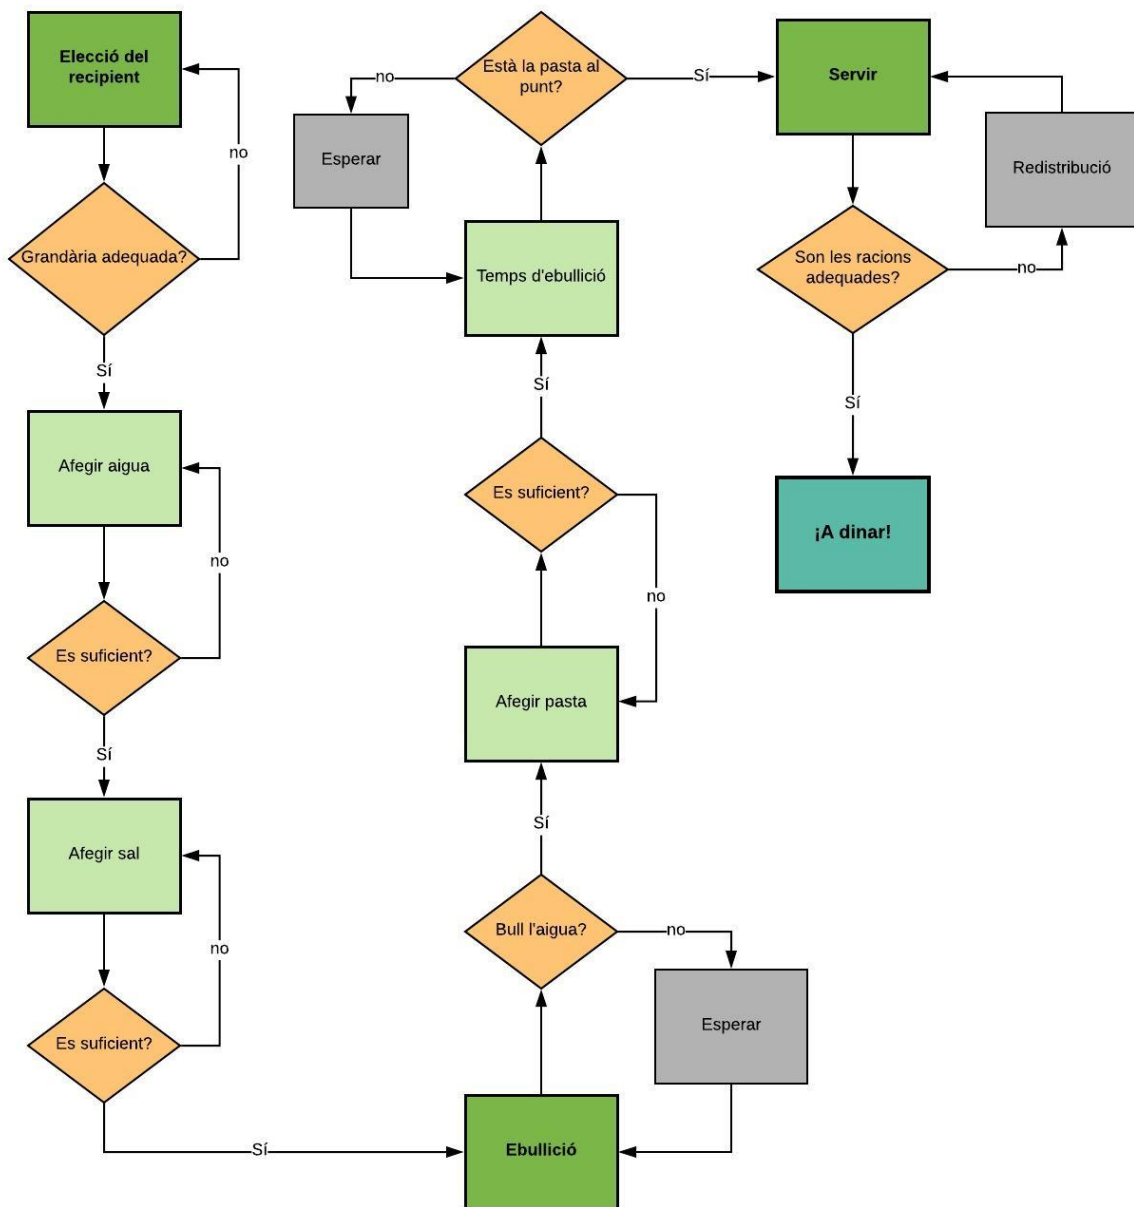 Elecció del
recipient
no
Grandària adequada?
Sí
Afegir aigua
no
Es suficient?
Sí
Afegir sal
no
Es suficient?
Sí
Ebullició
Esperar
no
Bull l'aigua?
Sí
Afegir pasta
no
Es suficient?
Sí
Temps d'ebullició
Esperar
no
Està la pasta al
punt?
Sí
Servir
Redistribució
no
Son les racions
adequades?
Sí
¡A dinar!